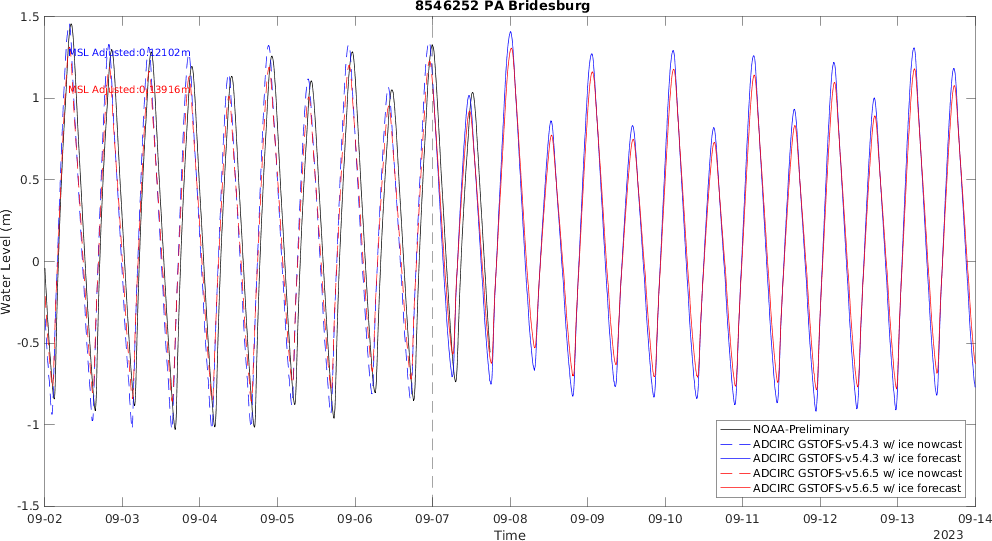 8546252 PA Bridesburg
1.5
MSL Adjusted:0.12102m
MSL Adjusted:0.13916m
1
0.5
0
-0.5
-1
-1.5
Water Level (m)
NOAA-Preliminary
ADCIRC GSTOFS-v5.4.3 w/ ice nowcast
ADCIRC GSTOFS-v5.4.3 w/ ice forecast
ADCIRC GSTOFS-v5.6.5 w/ ice nowcast
ADCIRC GSTOFS-v5.6.5 w/ ice forecast
09-02 09-03 09-04 09-05 09-06 09-07 09-08 09-09 09-10 09-11 09-12 09-13 09-14
Time
2023